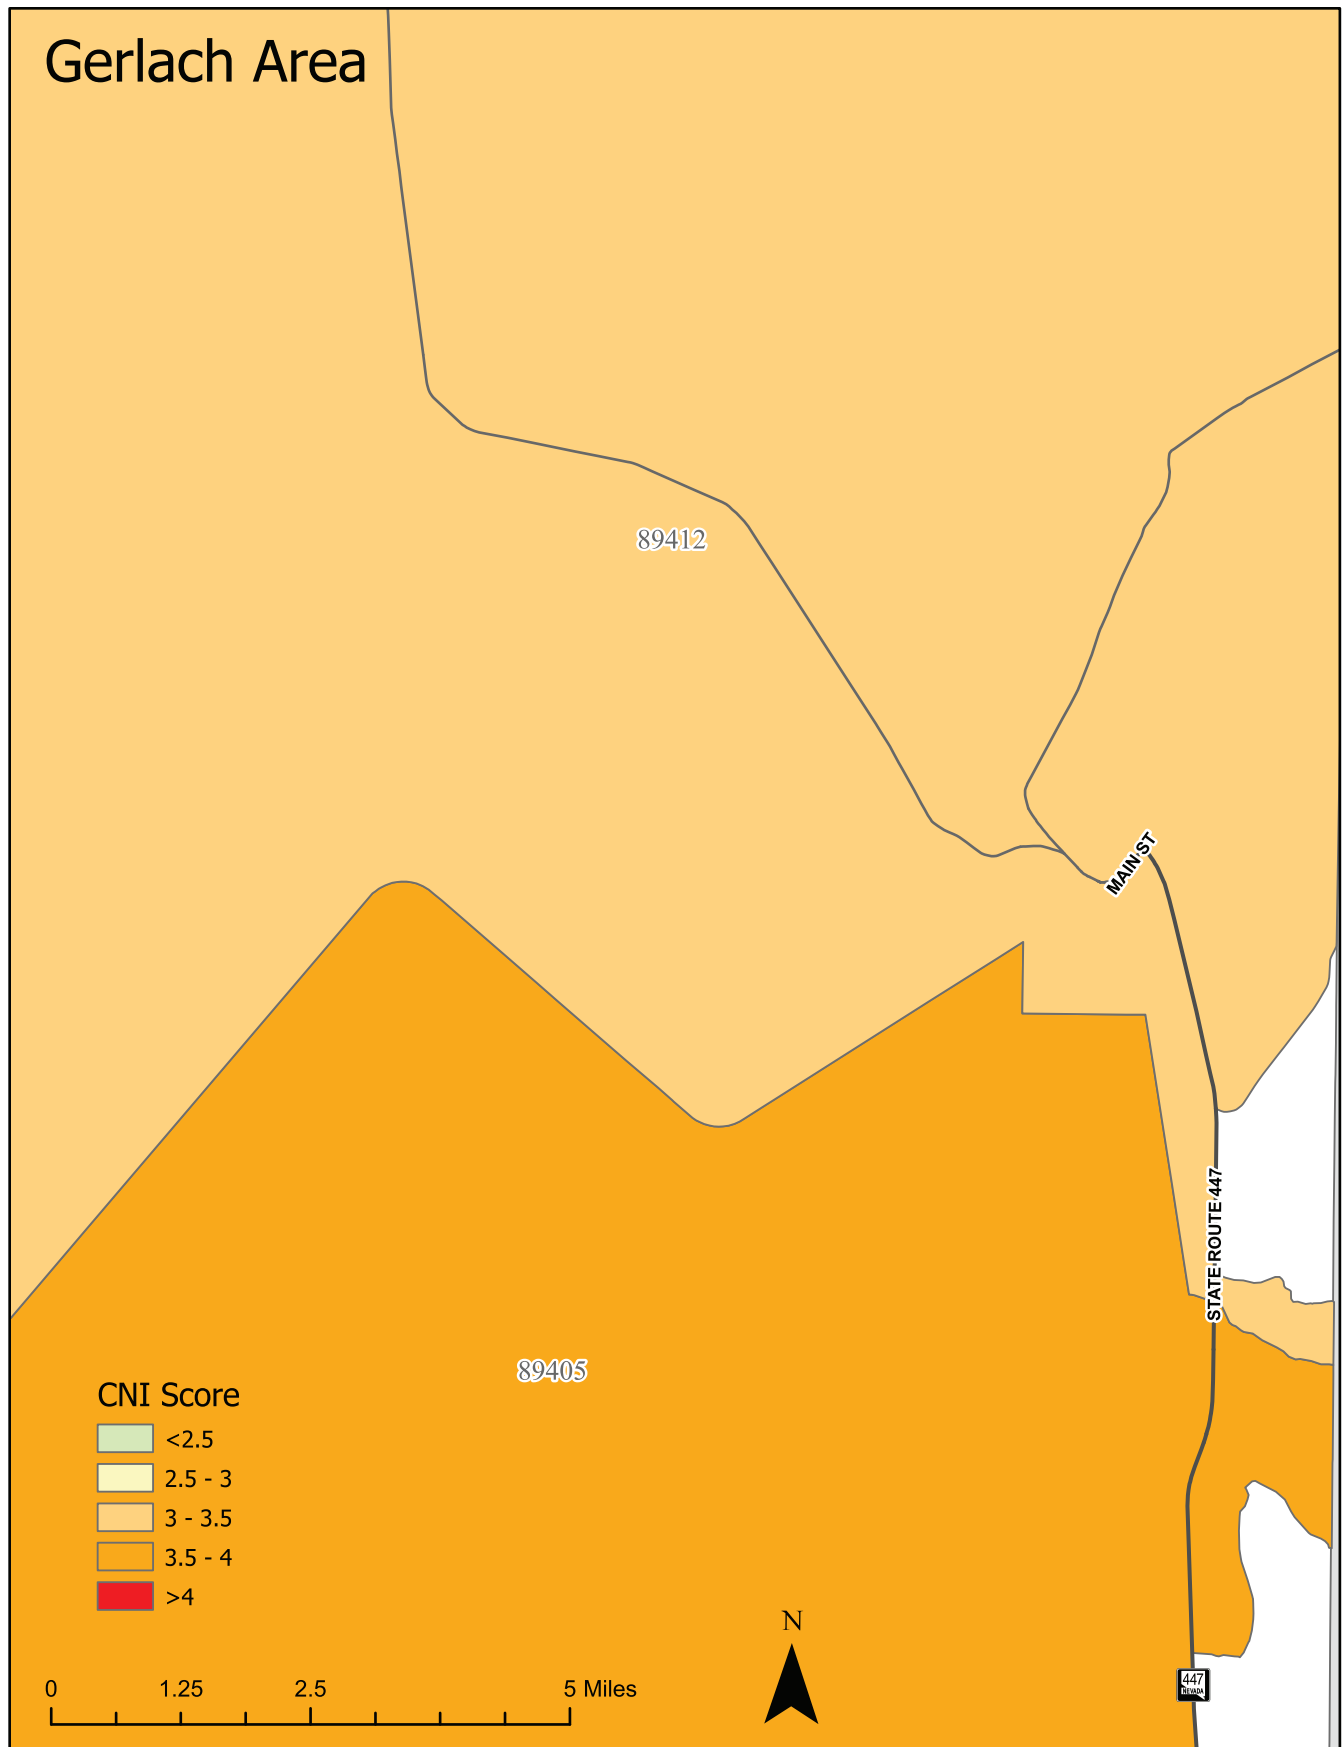 Gerlach Area
89412
MAIN ST
STATE ROUTE 447
89405
CNI Score
<2.5
2.5 - 3
3 - 3.5
3.5 - 4
>4
N
0 1.25 2.5 5 Miles
447
NEVADA